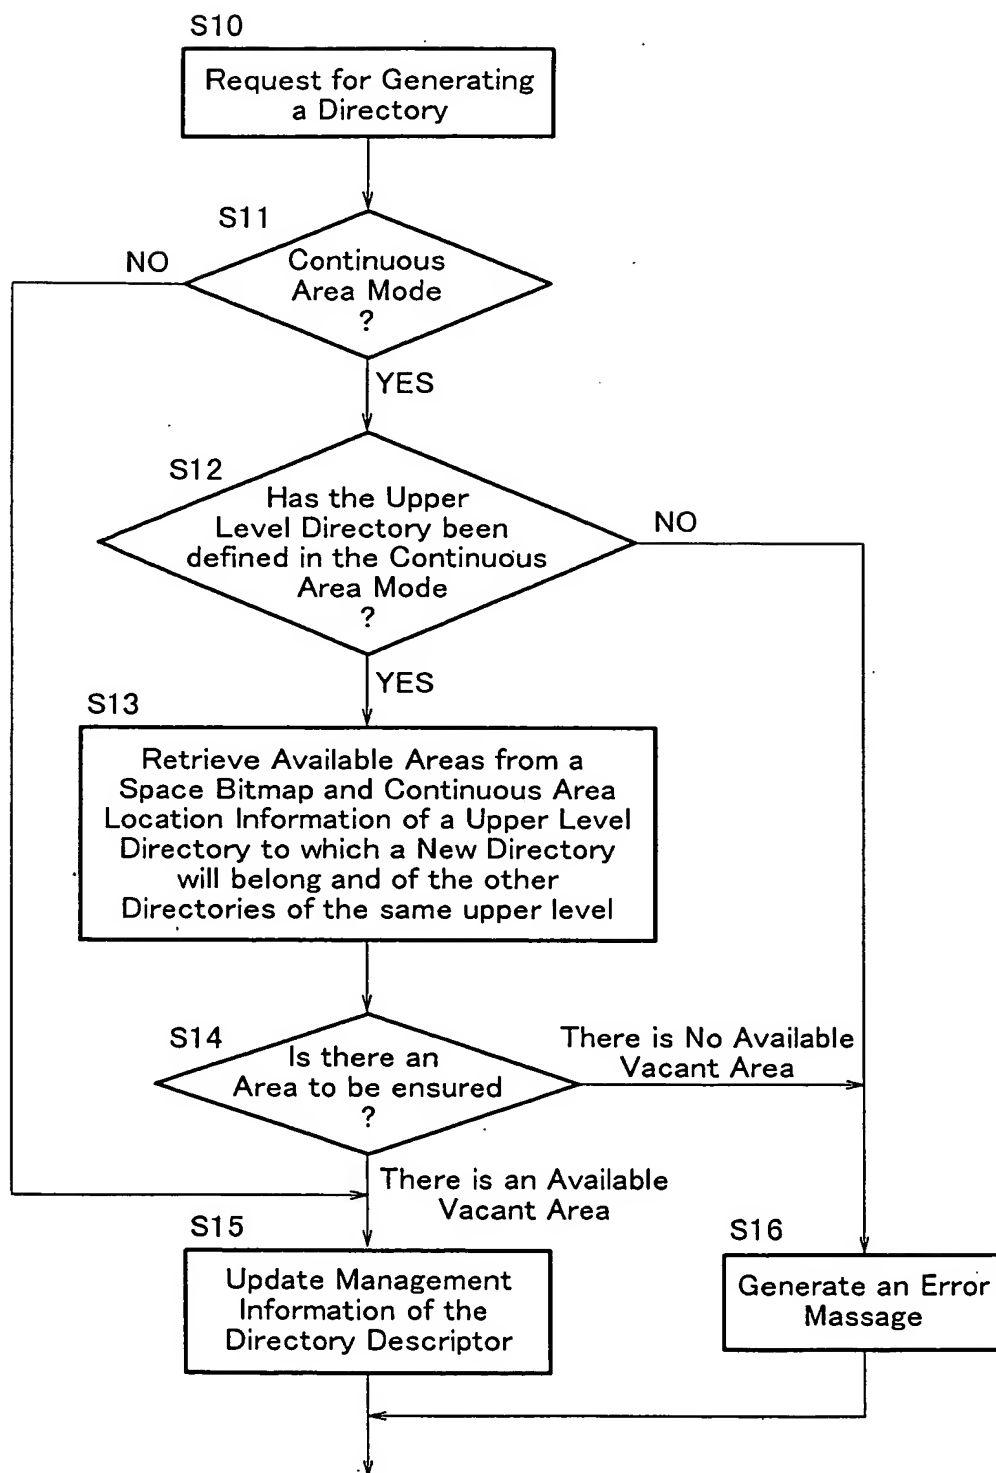 S10
Request for Generating
a Directory
S11
NO
Continuous
Area Mode
?
YES
S12
Has the Upper
Level Directory been
defined in the Continuous
Area Mode
?
NO
YES
S13
Retrieve Available Areas from a
Space Bitmap and Continuous Area
Location Information of a Upper Level
Directory to which a New Directory
will belong and of the other
Directories of the same upper level
S14
Is there an
Area to be ensured
?
There is No Available
Vacant Area
There is an Available
Vacant Area
S15
Update Management
Information of the
Directory Descriptor
S16
Generate an Error
Massage